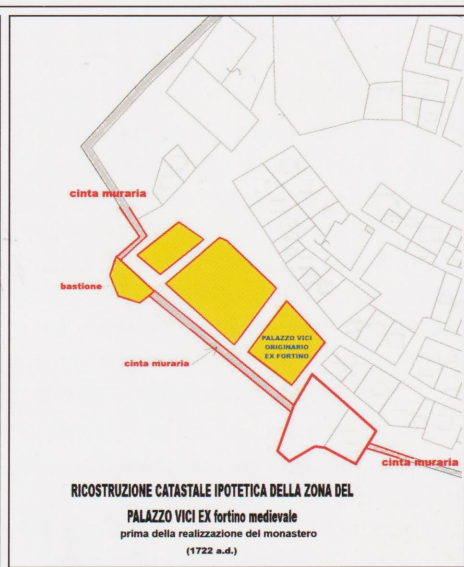 cinta muraria
bastione
PALAZZO VICI
ORIGINARIO
EX FORTINO
cinta muraria
cinta muraria
RICOSTRUZIONE CATASTALE IPOTETICA DELLA ZONA DEL
PALAZZO VICI EX fortino medievale
prima della realizzazione del monastero
(1722 a.d.)